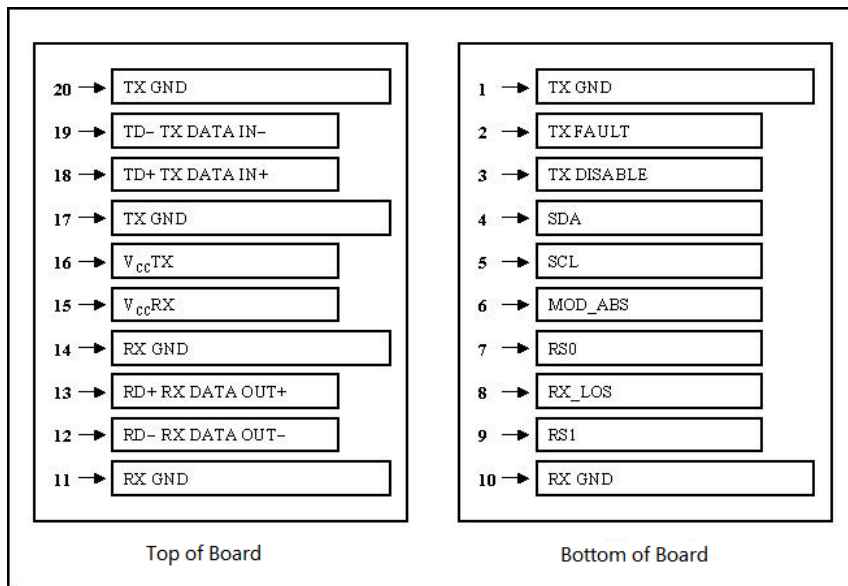 20 TX GND
19 TD− TX DATA IN−
18 TD+ TX DATA IN+
17 TX GND
16 VCCTX
15 VCCRX
14 RX GND
13 RD+ RX DATA OUT+
12 RD− RX DATA OUT−
11 RX GND
Top of Board
1 TX GND
2 TX FAULT
3 TX DISABLE
4 SDA
5 SCL
6 MOD_ABS
7 RS0
8 RX_LOS
9 RS1
10 RX GND
Bottom of Board